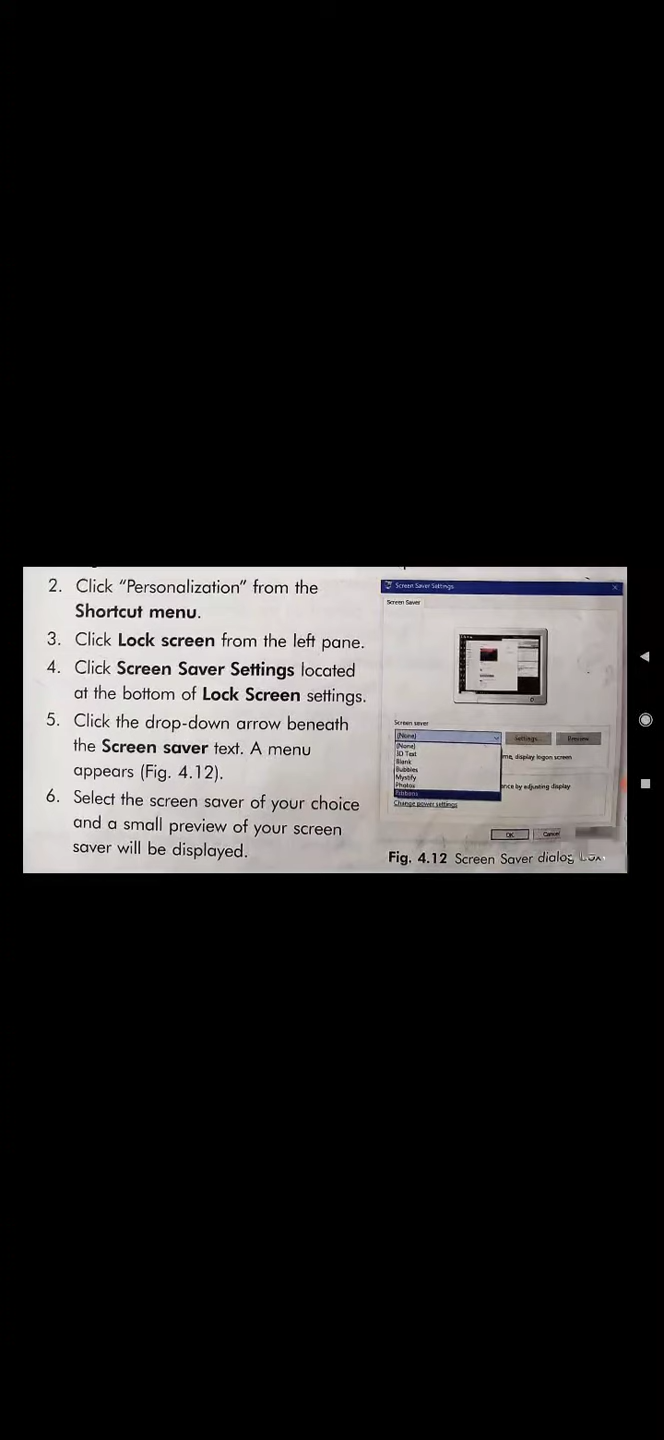 2. Click “Personalization” from the
Shortcut menu.
3. Click Lock screen from the left pane.
4. Click Screen Saver Settings located
at the bottom of Lock Screen settings.
5. Click the drop-down arrow beneath
the Screen saver text. A menu
appears (Fig. 4.12).
6. Select the screen saver of your choice
and a small preview of your screen
saver will be displayed.
Screen Saver Settings
Screen Saver
Screen saver
(None)
Settings...
Preview
(None)
3D Text
Blank
Bubbles
Mystify
Photos
Ribbons
me, display logon screen
nce by adjusting display
Change power settings
OK
Cancel
Fig. 4.12 Screen Saver dialog